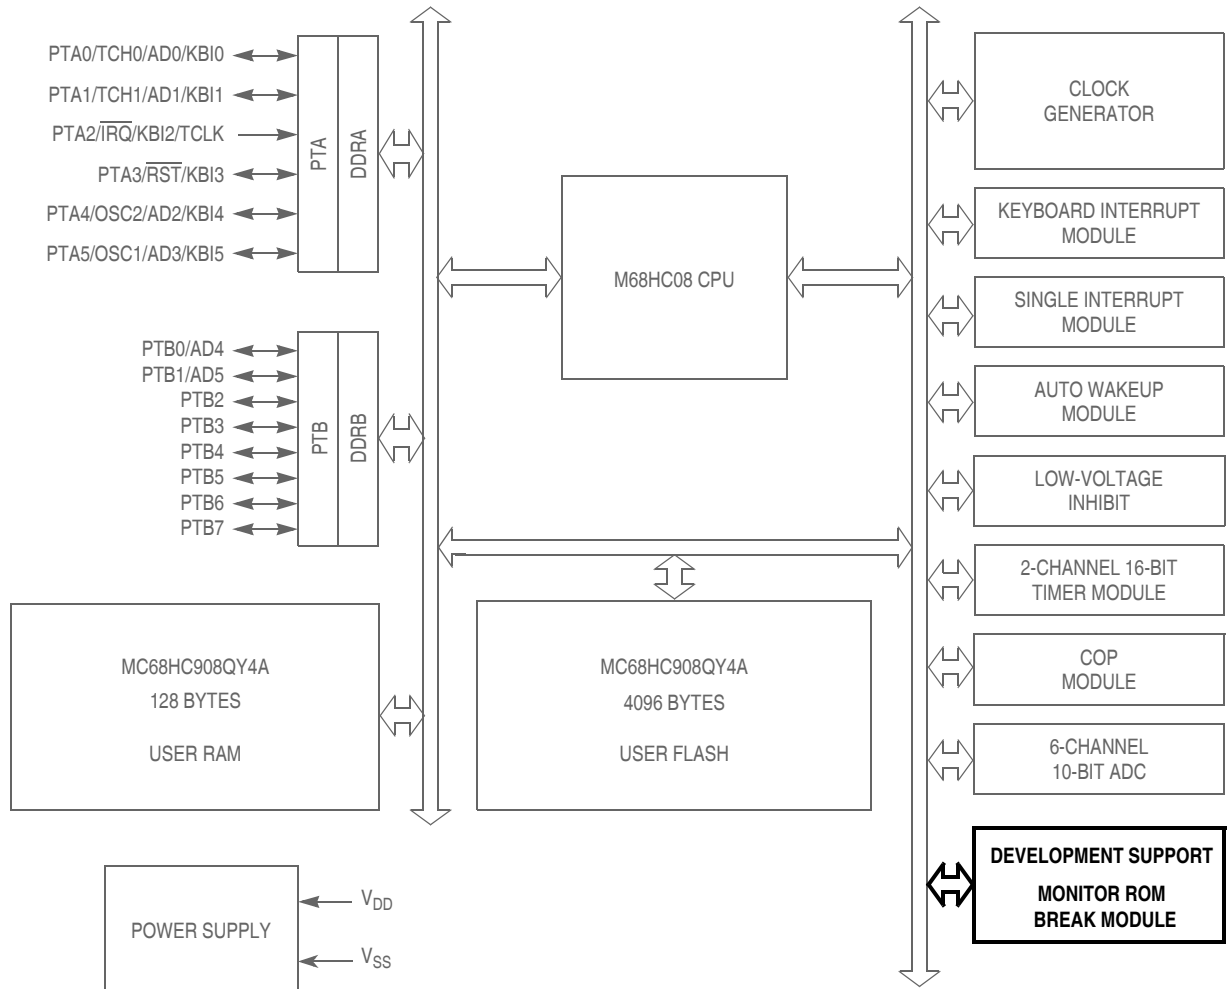 PTA0/TCH0/AD0/KBI0
PTA1/TCH1/AD1/KBI1
PTA2/I̅R̅Q̅/KBI2/TCLK
PTA3/R̅S̅T̅/KBI3
PTA4/OSC2/AD2/KBI4
PTA5/OSC1/AD3/KBI5
PTA
DDRA
PTB0/AD4
PTB1/AD5
PTB2
PTB3
PTB4
PTB5
PTB6
PTB7
PTB
DDRB
M68HC08 CPU
MC68HC908QY4A
128 BYTES
USER RAM
MC68HC908QY4A
4096 BYTES
USER FLASH
POWER SUPPLY
VDD
VSS
CLOCK
GENERATOR
KEYBOARD INTERRUPT
MODULE
SINGLE INTERRUPT
MODULE
AUTO WAKEUP
MODULE
LOW-VOLTAGE
INHIBIT
2-CHANNEL 16-BIT
TIMER MODULE
COP
MODULE
6-CHANNEL
10-BIT ADC
DEVELOPMENT SUPPORT
MONITOR ROM
BREAK MODULE